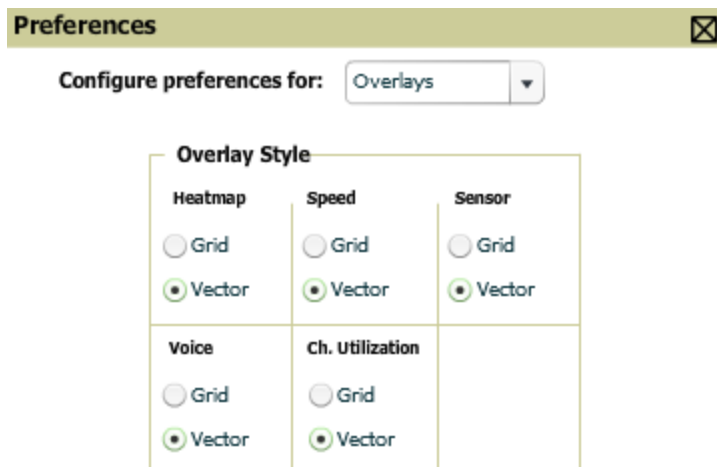 Preferences
Configure preferences for: Overlays
Overlay Style
Heatmap Speed Sensor
Grid Grid Grid
Vector Vector Vector
Voice Ch. Utilization
Grid Grid
Vector Vector